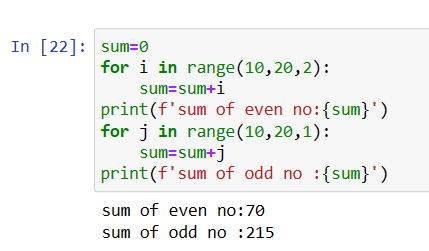 In [22]: sum=0
for i in range(10,20,2):
    sum=sum+i
print(f'sum of even no:{sum}')
for j in range(10,20,1):
    sum=sum+j
print(f'sum of odd no :{sum}')
sum of even no:70
sum of odd no :215